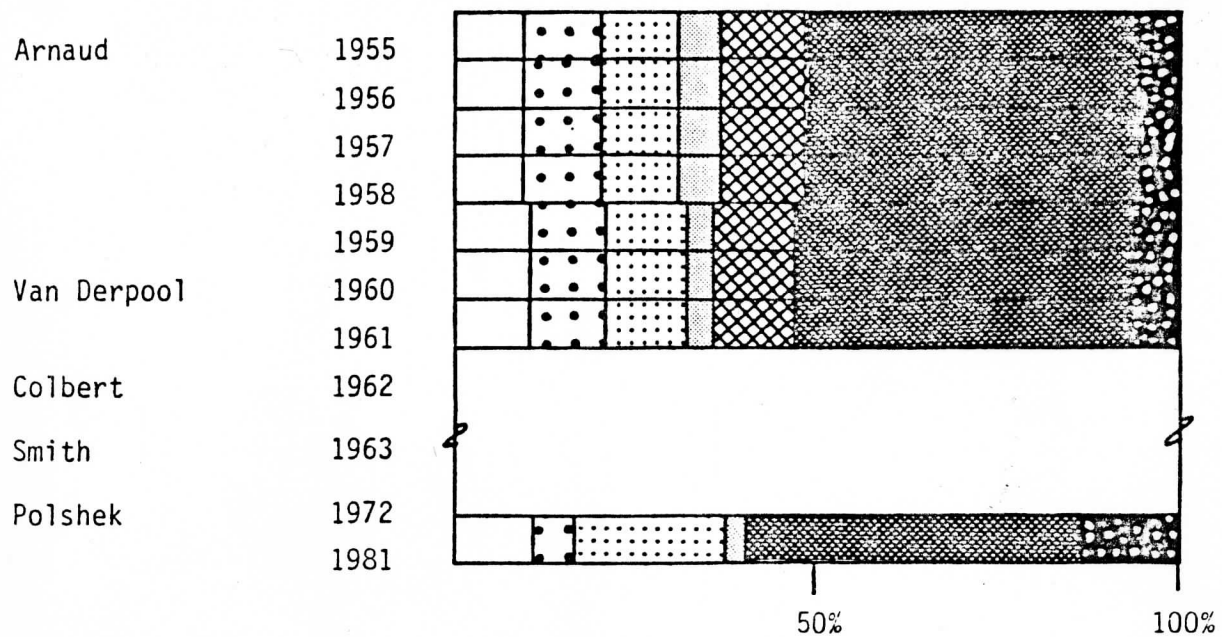 Arnaud 1955
1956
1957
1958
1959
Van Derpool 1960
1961
Colbert 1962
Smith 1963
Polshek 1972
1981
50% 100%